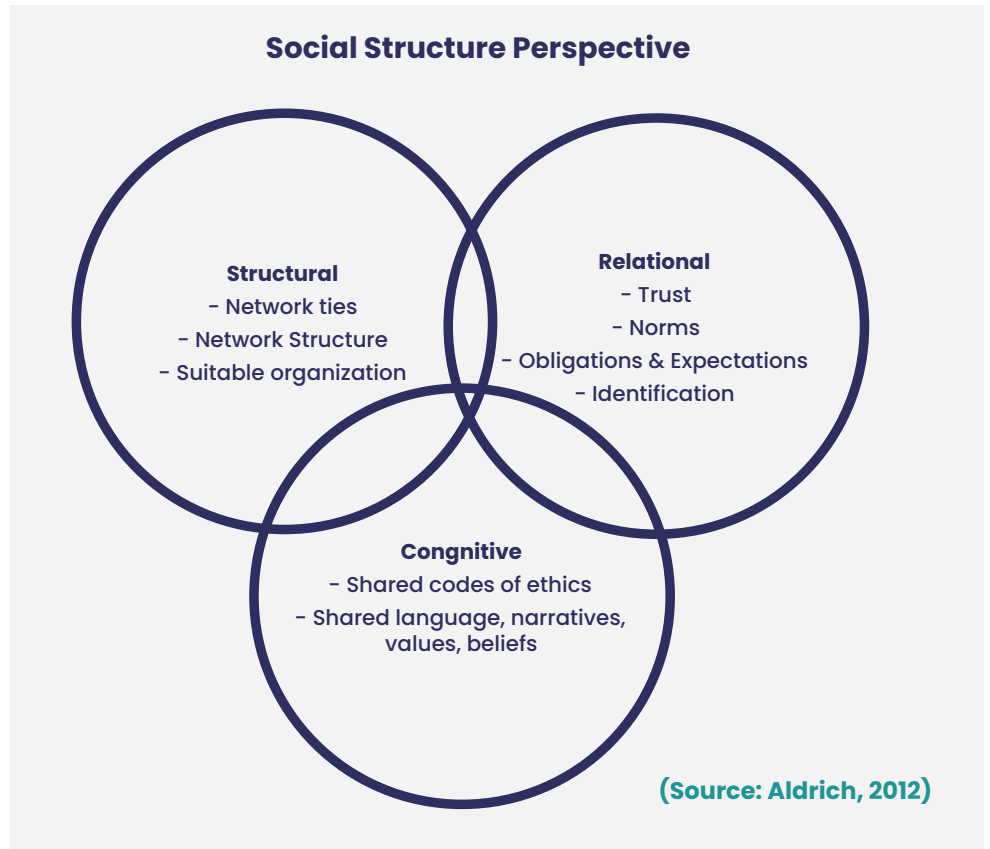 Social Structure Perspective
Structural
- Network ties
- Network Structure
- Suitable organization
Relational
- Trust
- Norms
- Obligations & Expectations
- Identification
Congnitive
- Shared codes of ethics
- Shared language, narratives,
values, beliefs
(Source: Aldrich, 2012)